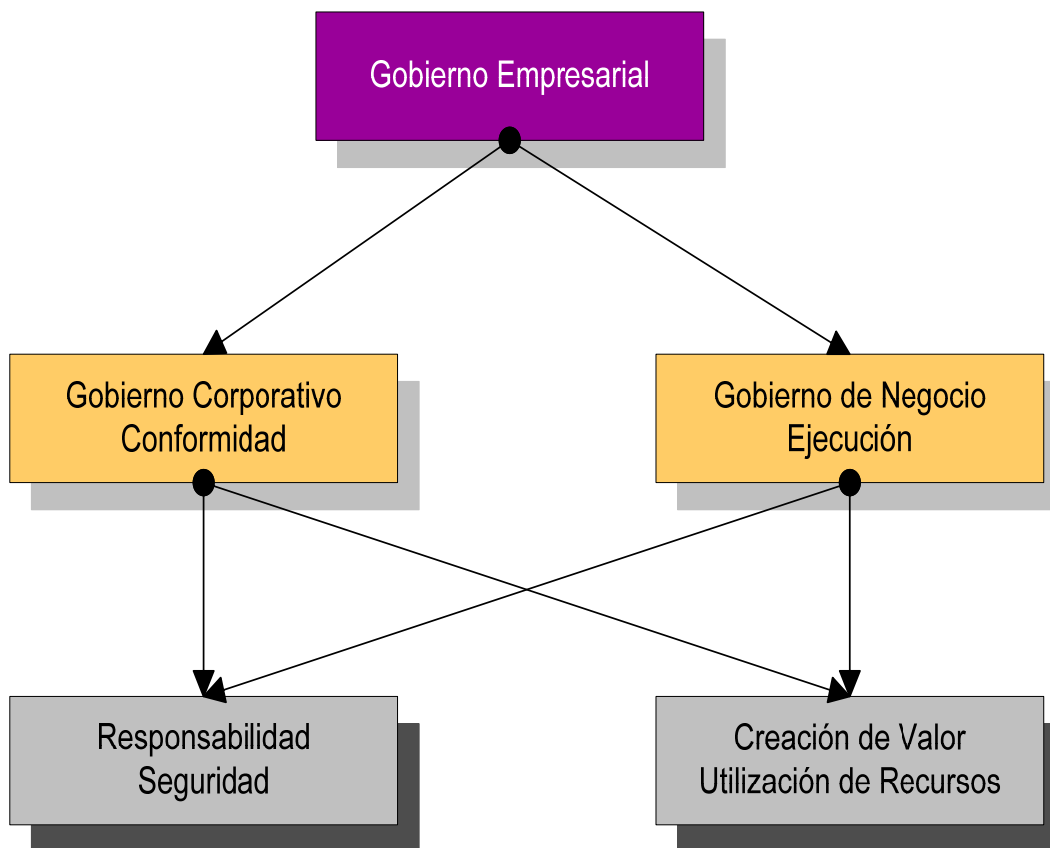 Gobierno Empresarial
Gobierno Corporativo
Conformidad
Gobierno de Negocio
Ejecución
Responsabilidad
Seguridad
Creación de Valor
Utilización de Recursos